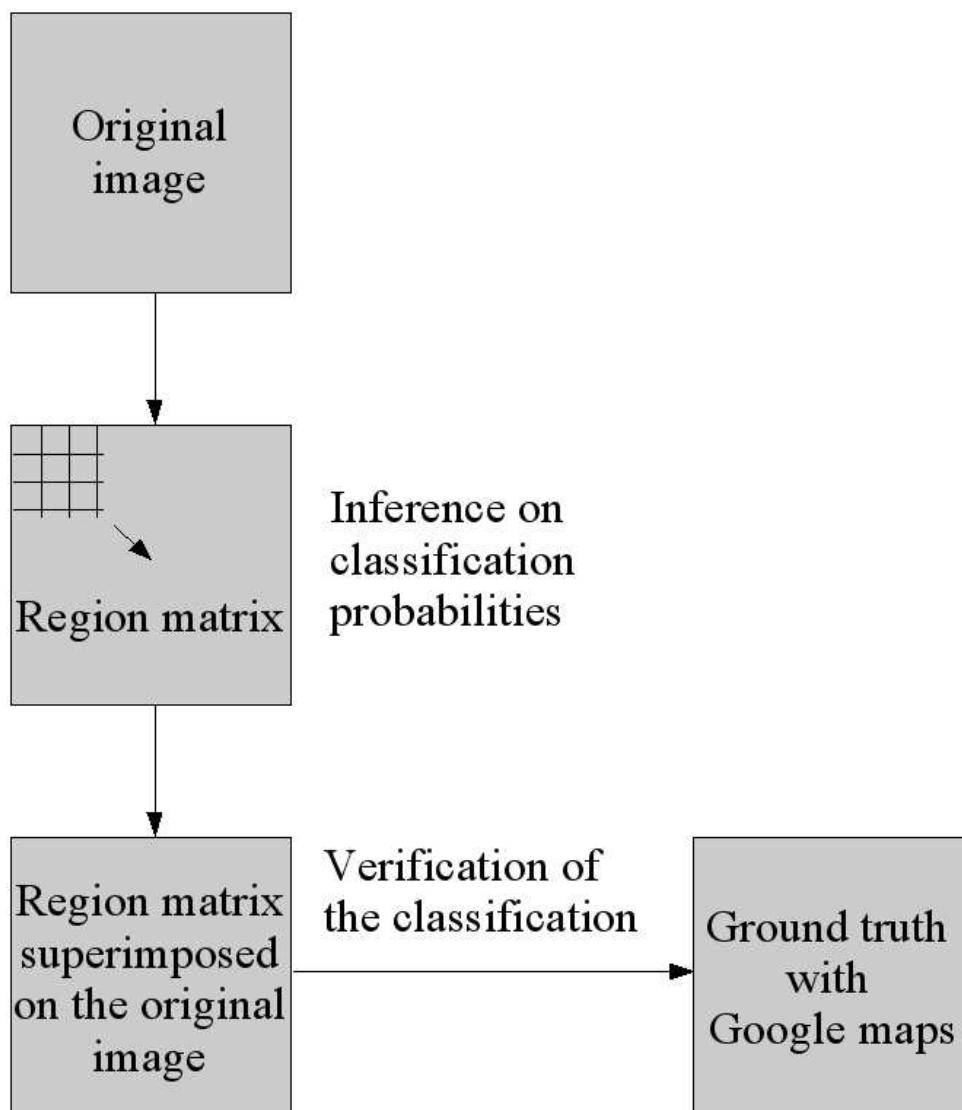 Original
image
Region matrix
Inference on
classification
probabilities
Region matrix
superimposed
on the original
image
Verification of
the classification
Ground truth
with
Google maps